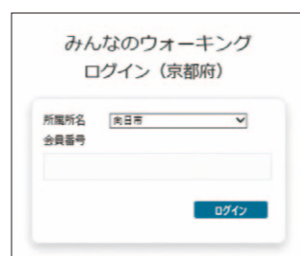 みんなのウォーキング
ログイン（京都府）
所属所名 向日市
会員番号
ログイン